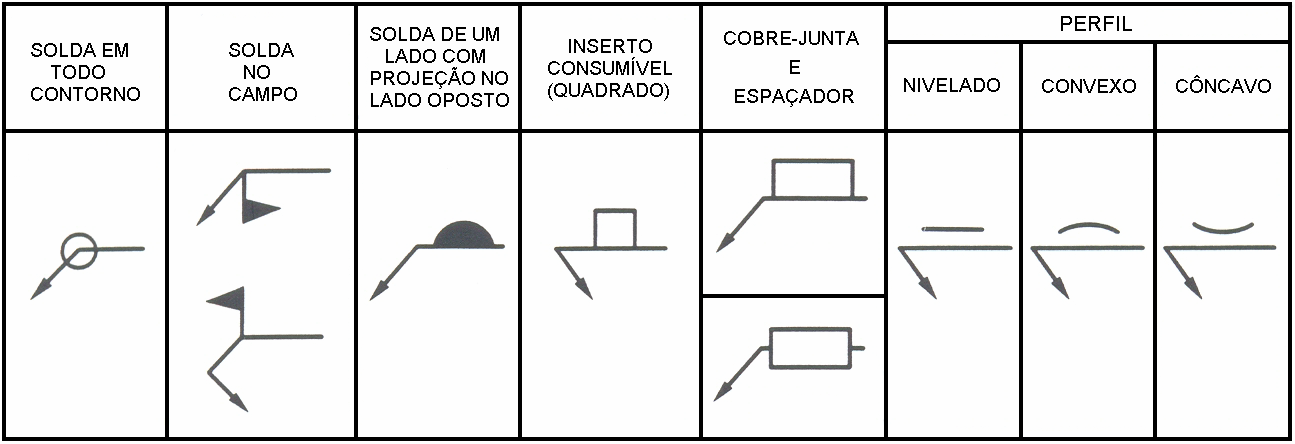 SOLDA EM
TODO
CONTORNO
SOLDA
NO
CAMPO
SOLDA DE UM
LADO COM
PROJEÇÃO NO
LADO OPOSTO
INSERTO
CONSUMÍVEL
(QUADRADO)
COBRE-JUNTA
E
ESPAÇADOR
PERFIL
NIVELADO
CONVEXO
CÔNCAVO